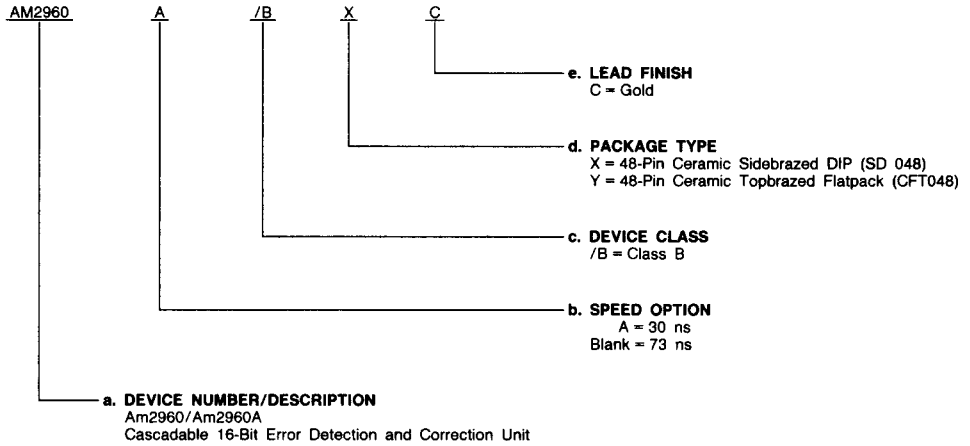 AM2960 A /B X C
e. LEAD FINISH
C = Gold
d. PACKAGE TYPE
X = 48-Pin Ceramic Sidebrazed DIP (SD 048)
Y = 48-Pin Ceramic Topbrazed Flatpack (CFT048)
c. DEVICE CLASS
/B = Class B
b. SPEED OPTION
A = 30 ns
Blank = 73 ns
a. DEVICE NUMBER/DESCRIPTION
Am2960/Am2960A
Cascadable 16-Bit Error Detection and Correction Unit